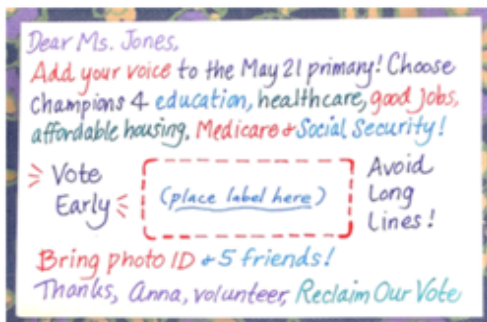 Dear Ms. Jones,
Add your voice to the May 21 primary! Choose
Champions 4 education, healthcare, good jobs,
affordable housing, Medicare + Social Security!
Vote
Early
(place label here)
Avoid
Long
Lines!
Bring photo ID + 5 friends!
Thanks, Anna, volunteer, Reclaim Our Vote